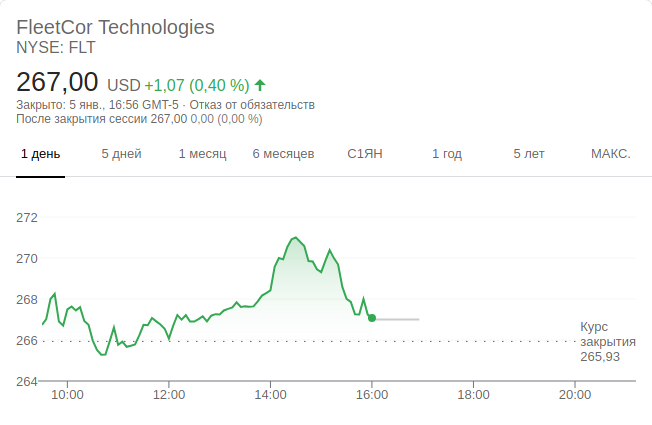 FleetCor Technologies
NYSE: FLT
267,00 USD +1,07 (0,40 %)
Закрыто: 5 янв., 16:56 GMT-5 · Отказ от обязательств
После закрытия сессии 267,00 0,00 (0,00 %)
1 день 5 дней 1 месяц 6 месяцев С1ЯН 1 год 5 лет МАКС.
272
270
268
266
264
Курс
закрытия
265,93
10:00 12:00 14:00 16:00 18:00 20:00